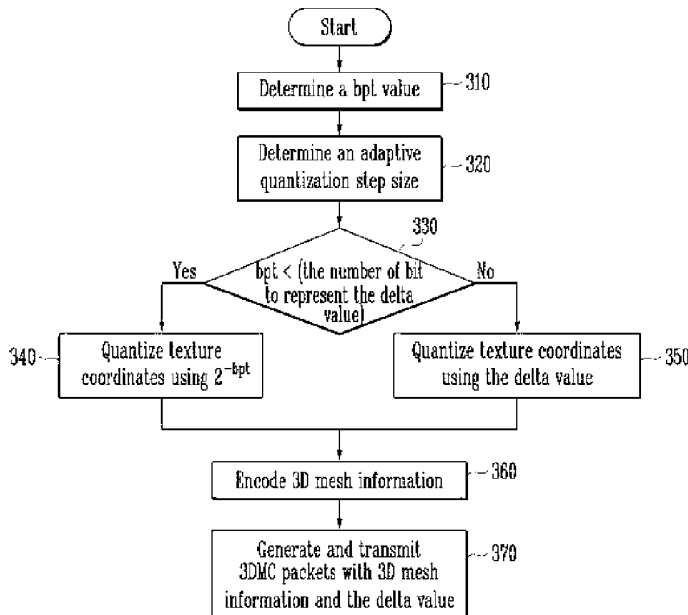 Start
Determine a bpt value
310
Determine an adaptive
quantization step size
320
330
Yes
bpt < (the number of bit
to represent the delta
value)
No
340
Quantize texture
coordinates using 2^-bpt
Quantize texture coordinates
using the delta value
350
Encode 3D mesh information
360
Generate and transmit
3DMC packets with 3D mesh
information and the delta value
370